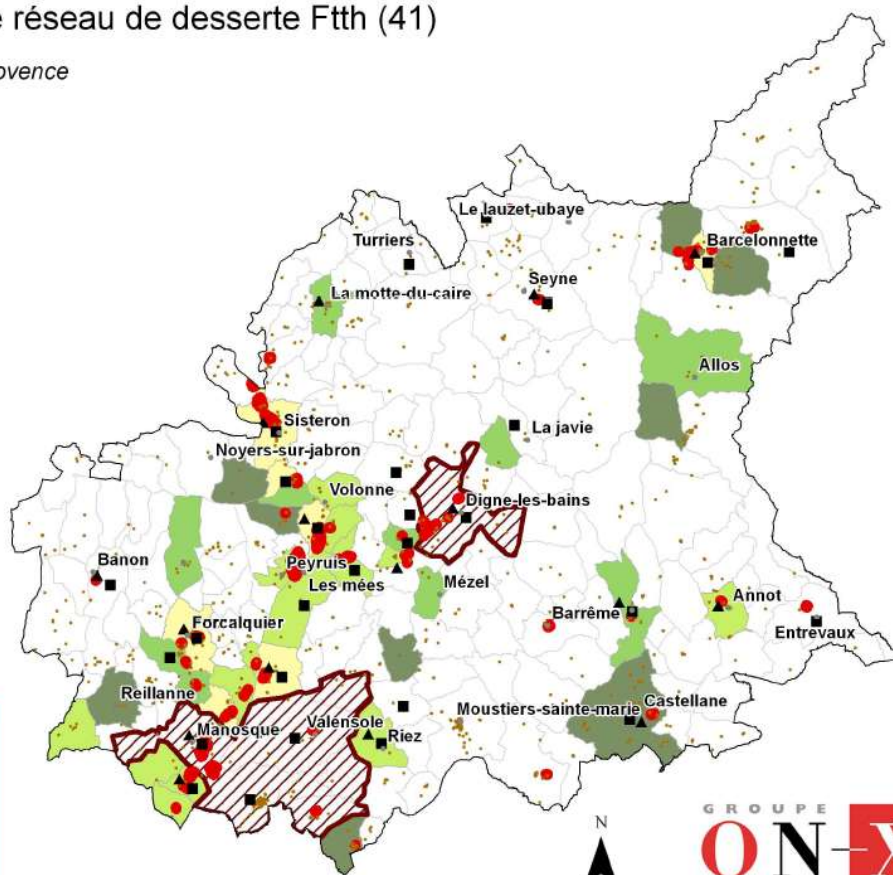 e réseau de desserte Ftth (41)
ovence
Le lauzet-ubaye
Turriers
Barcelonnette
Seyne
La motte-du-caire
Allos
Sisteron
La javie
Noyers-sur-jabron
Volonne
Digne-les-bains
Banon
Peyruis
Les mées
Mézel
Annot
Barrême
Forcalquier
Entrevaux
Reillanne
Moustiers-sainte-marie
Castellane
Valensole
Manosque
Riez
GROUPE
N
ON-X